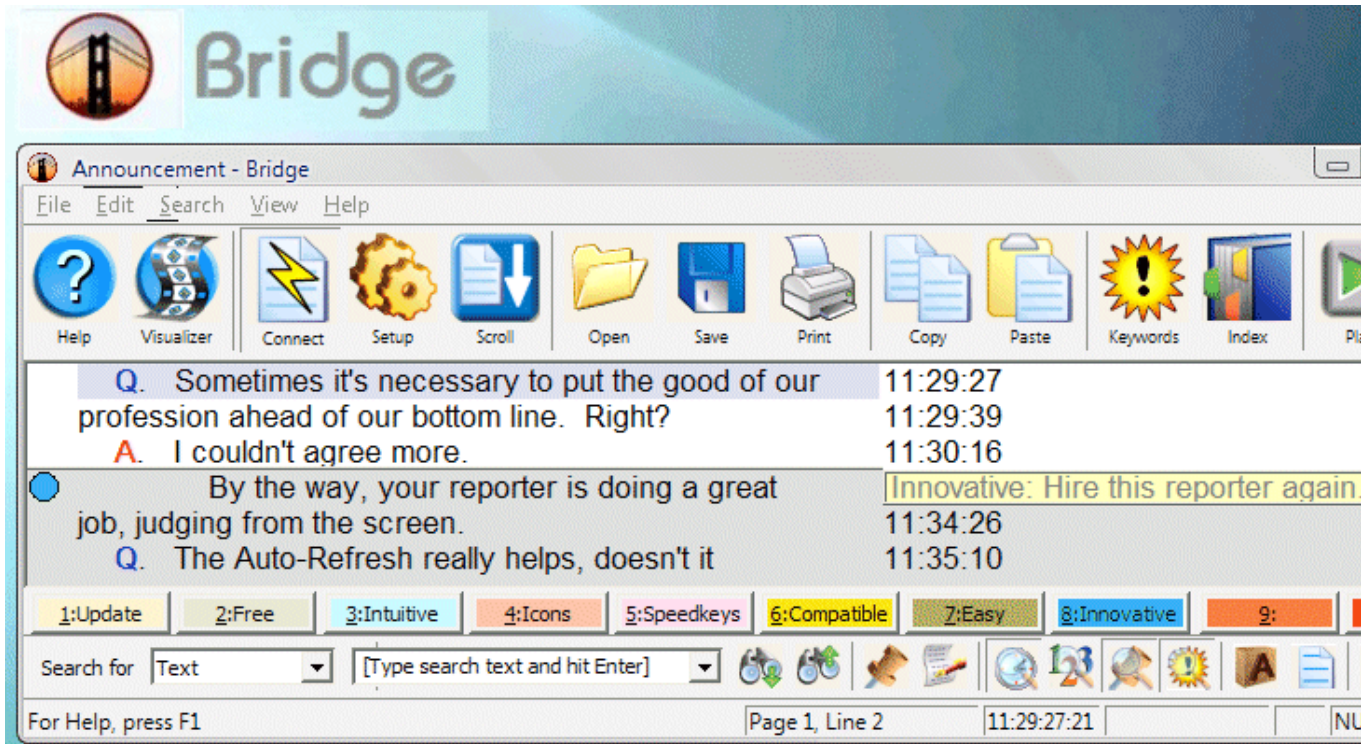 Bridge
Announcement - Bridge
File Edit Search View Help
Help Visualizer Connect Setup Scroll Open Save Print Copy Paste Keywords Index
Q. Sometimes it's necessary to put the good of our 11:29:27
profession ahead of our bottom line. Right? 11:29:39
A. I couldn't agree more. 11:30:16
By the way, your reporter is doing a great Innovative: Hire this reporter again.
job, judging from the screen. 11:34:26
Q. The Auto-Refresh really helps, doesn't it 11:35:10
1:Update 2:Free 3:Intuitive 4:Icons 5:Speedkeys 6:Compatible 7:Easy 8:Innovative 9:
Search for Text [Type search text and hit Enter] 123 A
For Help, press F1 Page 1, Line 2 11:29:27:21